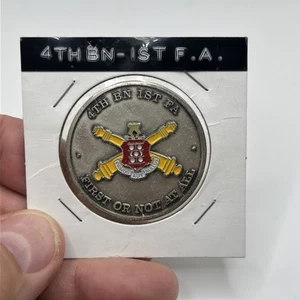 4TH BN-1ST F.A.
4TH BN 1ST FA
FIRST OR NOT AT ALL